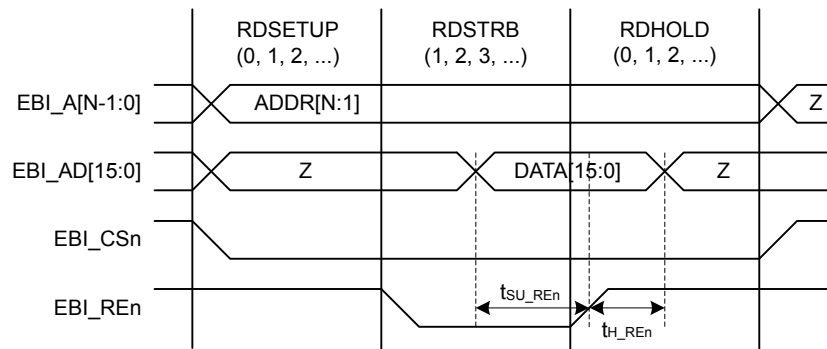 RDSETUP
(0, 1, 2, ...)
RDSTRB
(1, 2, 3, ...)
RDHOLD
(0, 1, 2, ...)
EBI_A[N-1:0]
ADDR[N:1]
Z
EBI_AD[15:0]
Z
DATA[15:0]
Z
EBI_CSn
EBI_REn
tSU_REn
tH_REn